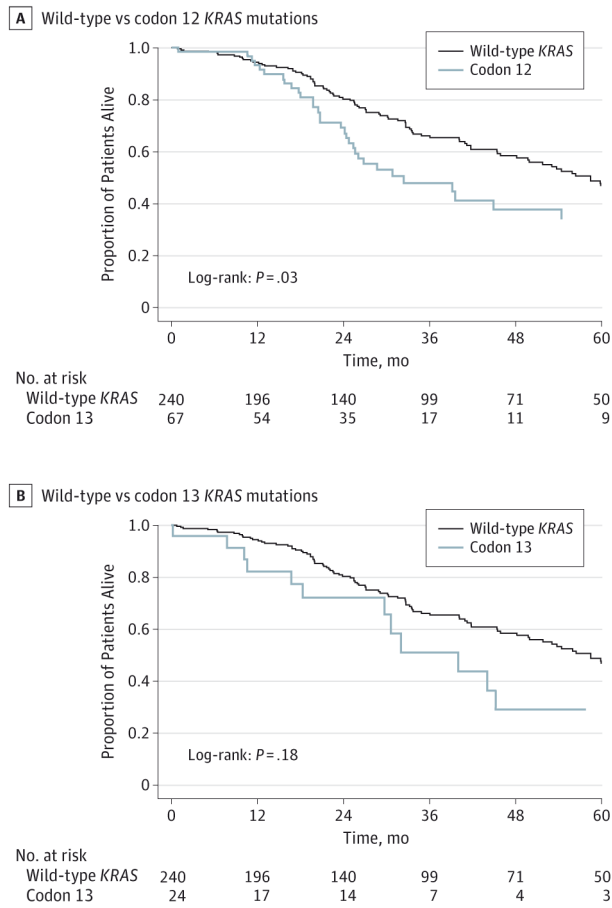 A Wild-type vs codon 12 KRAS mutations
1.0
0.8
0.6
0.4
0.2
0
Proportion of Patients Alive
Wild-type KRAS
Codon 12
Log-rank: P=.03
0 12 24 36 48 60
Time, mo
No. at risk
Wild-type KRAS 240 196 140 99 71 50
Codon 13 67 54 35 17 11 9
B Wild-type vs codon 13 KRAS mutations
1.0
0.8
0.6
0.4
0.2
0
Proportion of Patients Alive
Wild-type KRAS
Codon 13
Log-rank: P=.18
0 12 24 36 48 60
Time, mo
No. at risk
Wild-type KRAS 240 196 140 99 71 50
Codon 13 24 17 14 7 4 3